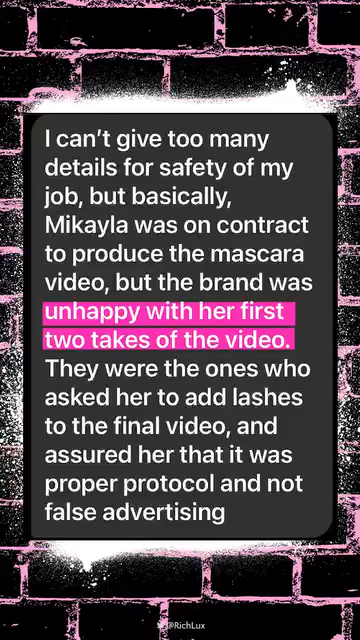 I can’t give too many
details for safety of my
job, but basically,
Mikayla was on contract
to produce the mascara
video, but the brand was
unhappy with her first
two takes of the video.
They were the ones who
asked her to add lashes
to the final video, and
assured her that it was
proper protocol and not
false advertising
@RichLux